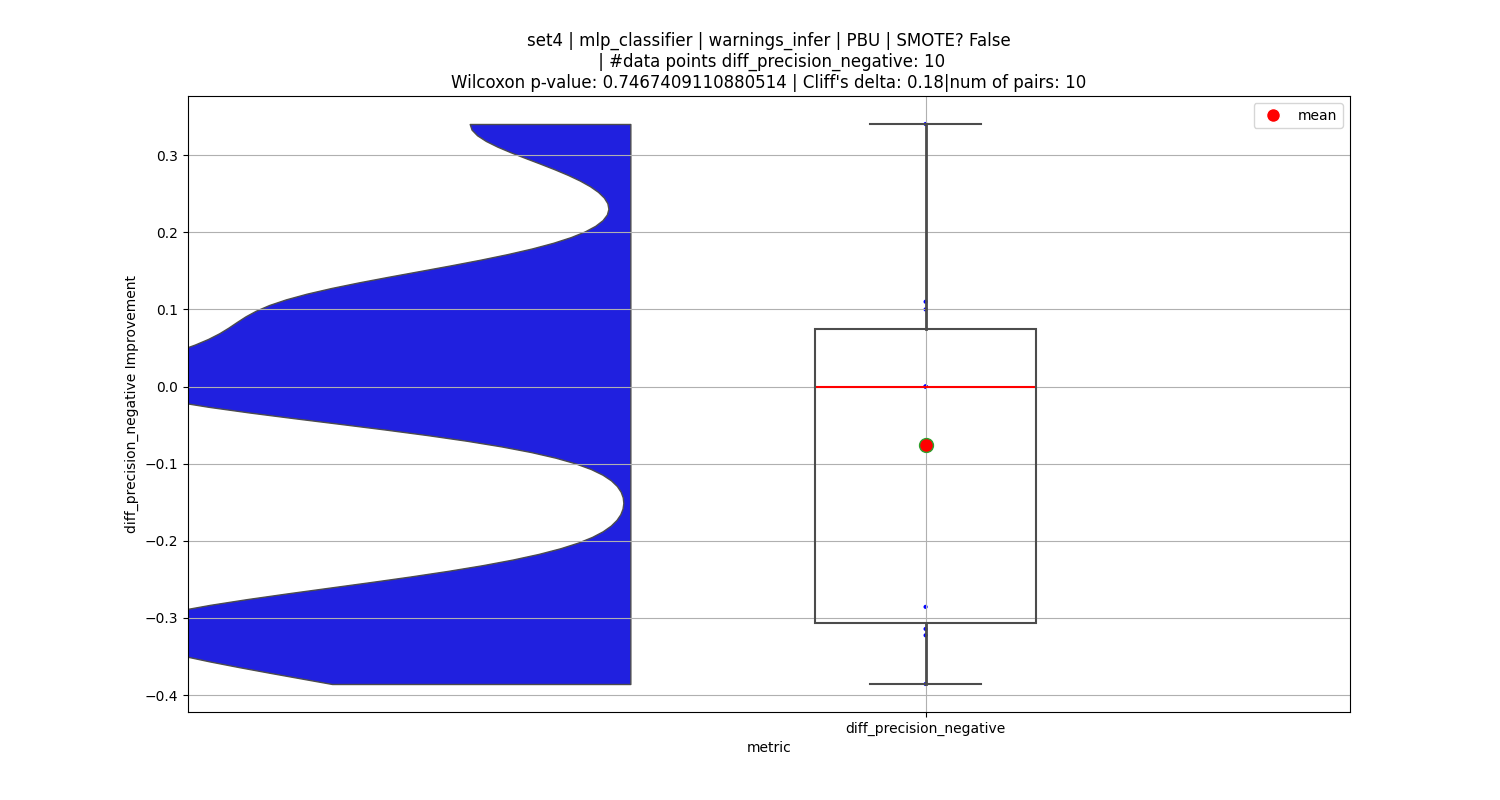 set4 | mlp_classifier | warnings_infer | PBU | SMOTE? False
| #data points diff_precision_negative: 10
Wilcoxon p-value: 0.7467409110880514 | Cliff's delta: 0.18|num of pairs: 10
mean
0.3
0.2
0.1
0.0
−0.1
−0.2
−0.3
−0.4
diff_precision_negative Improvement
diff_precision_negative
metric